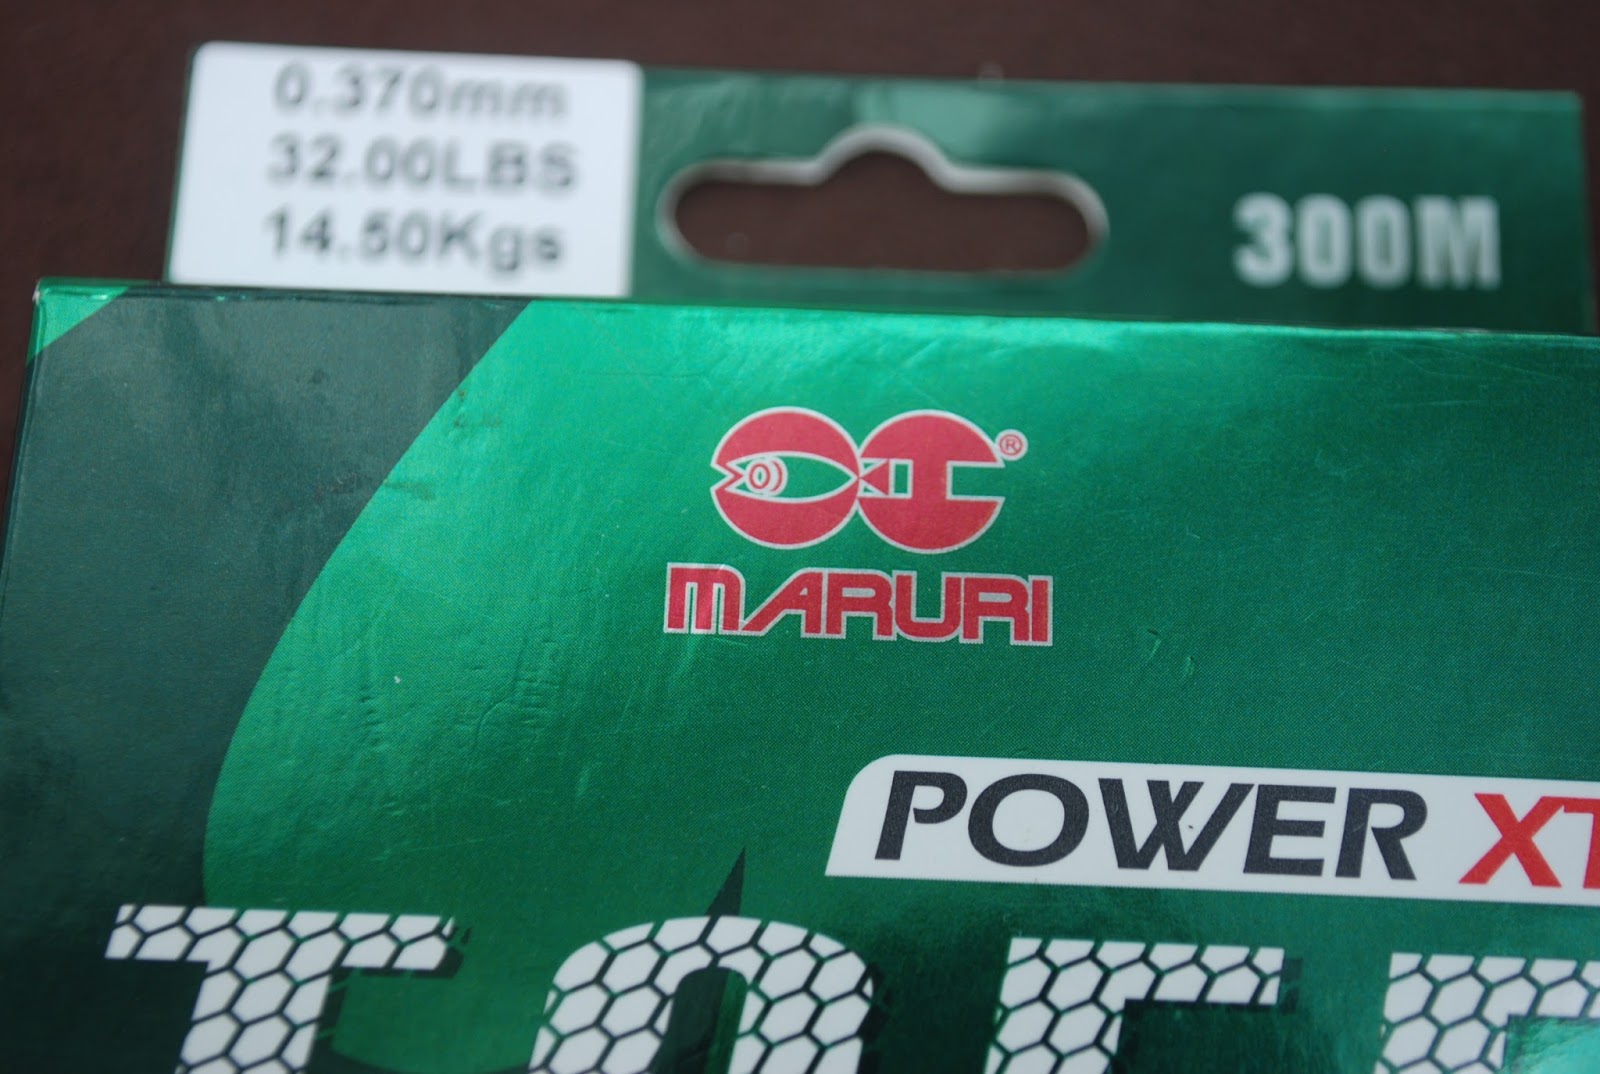 0.370mm
32.00LBS
14.50Kgs
300M
®
MARURI
POWER XT